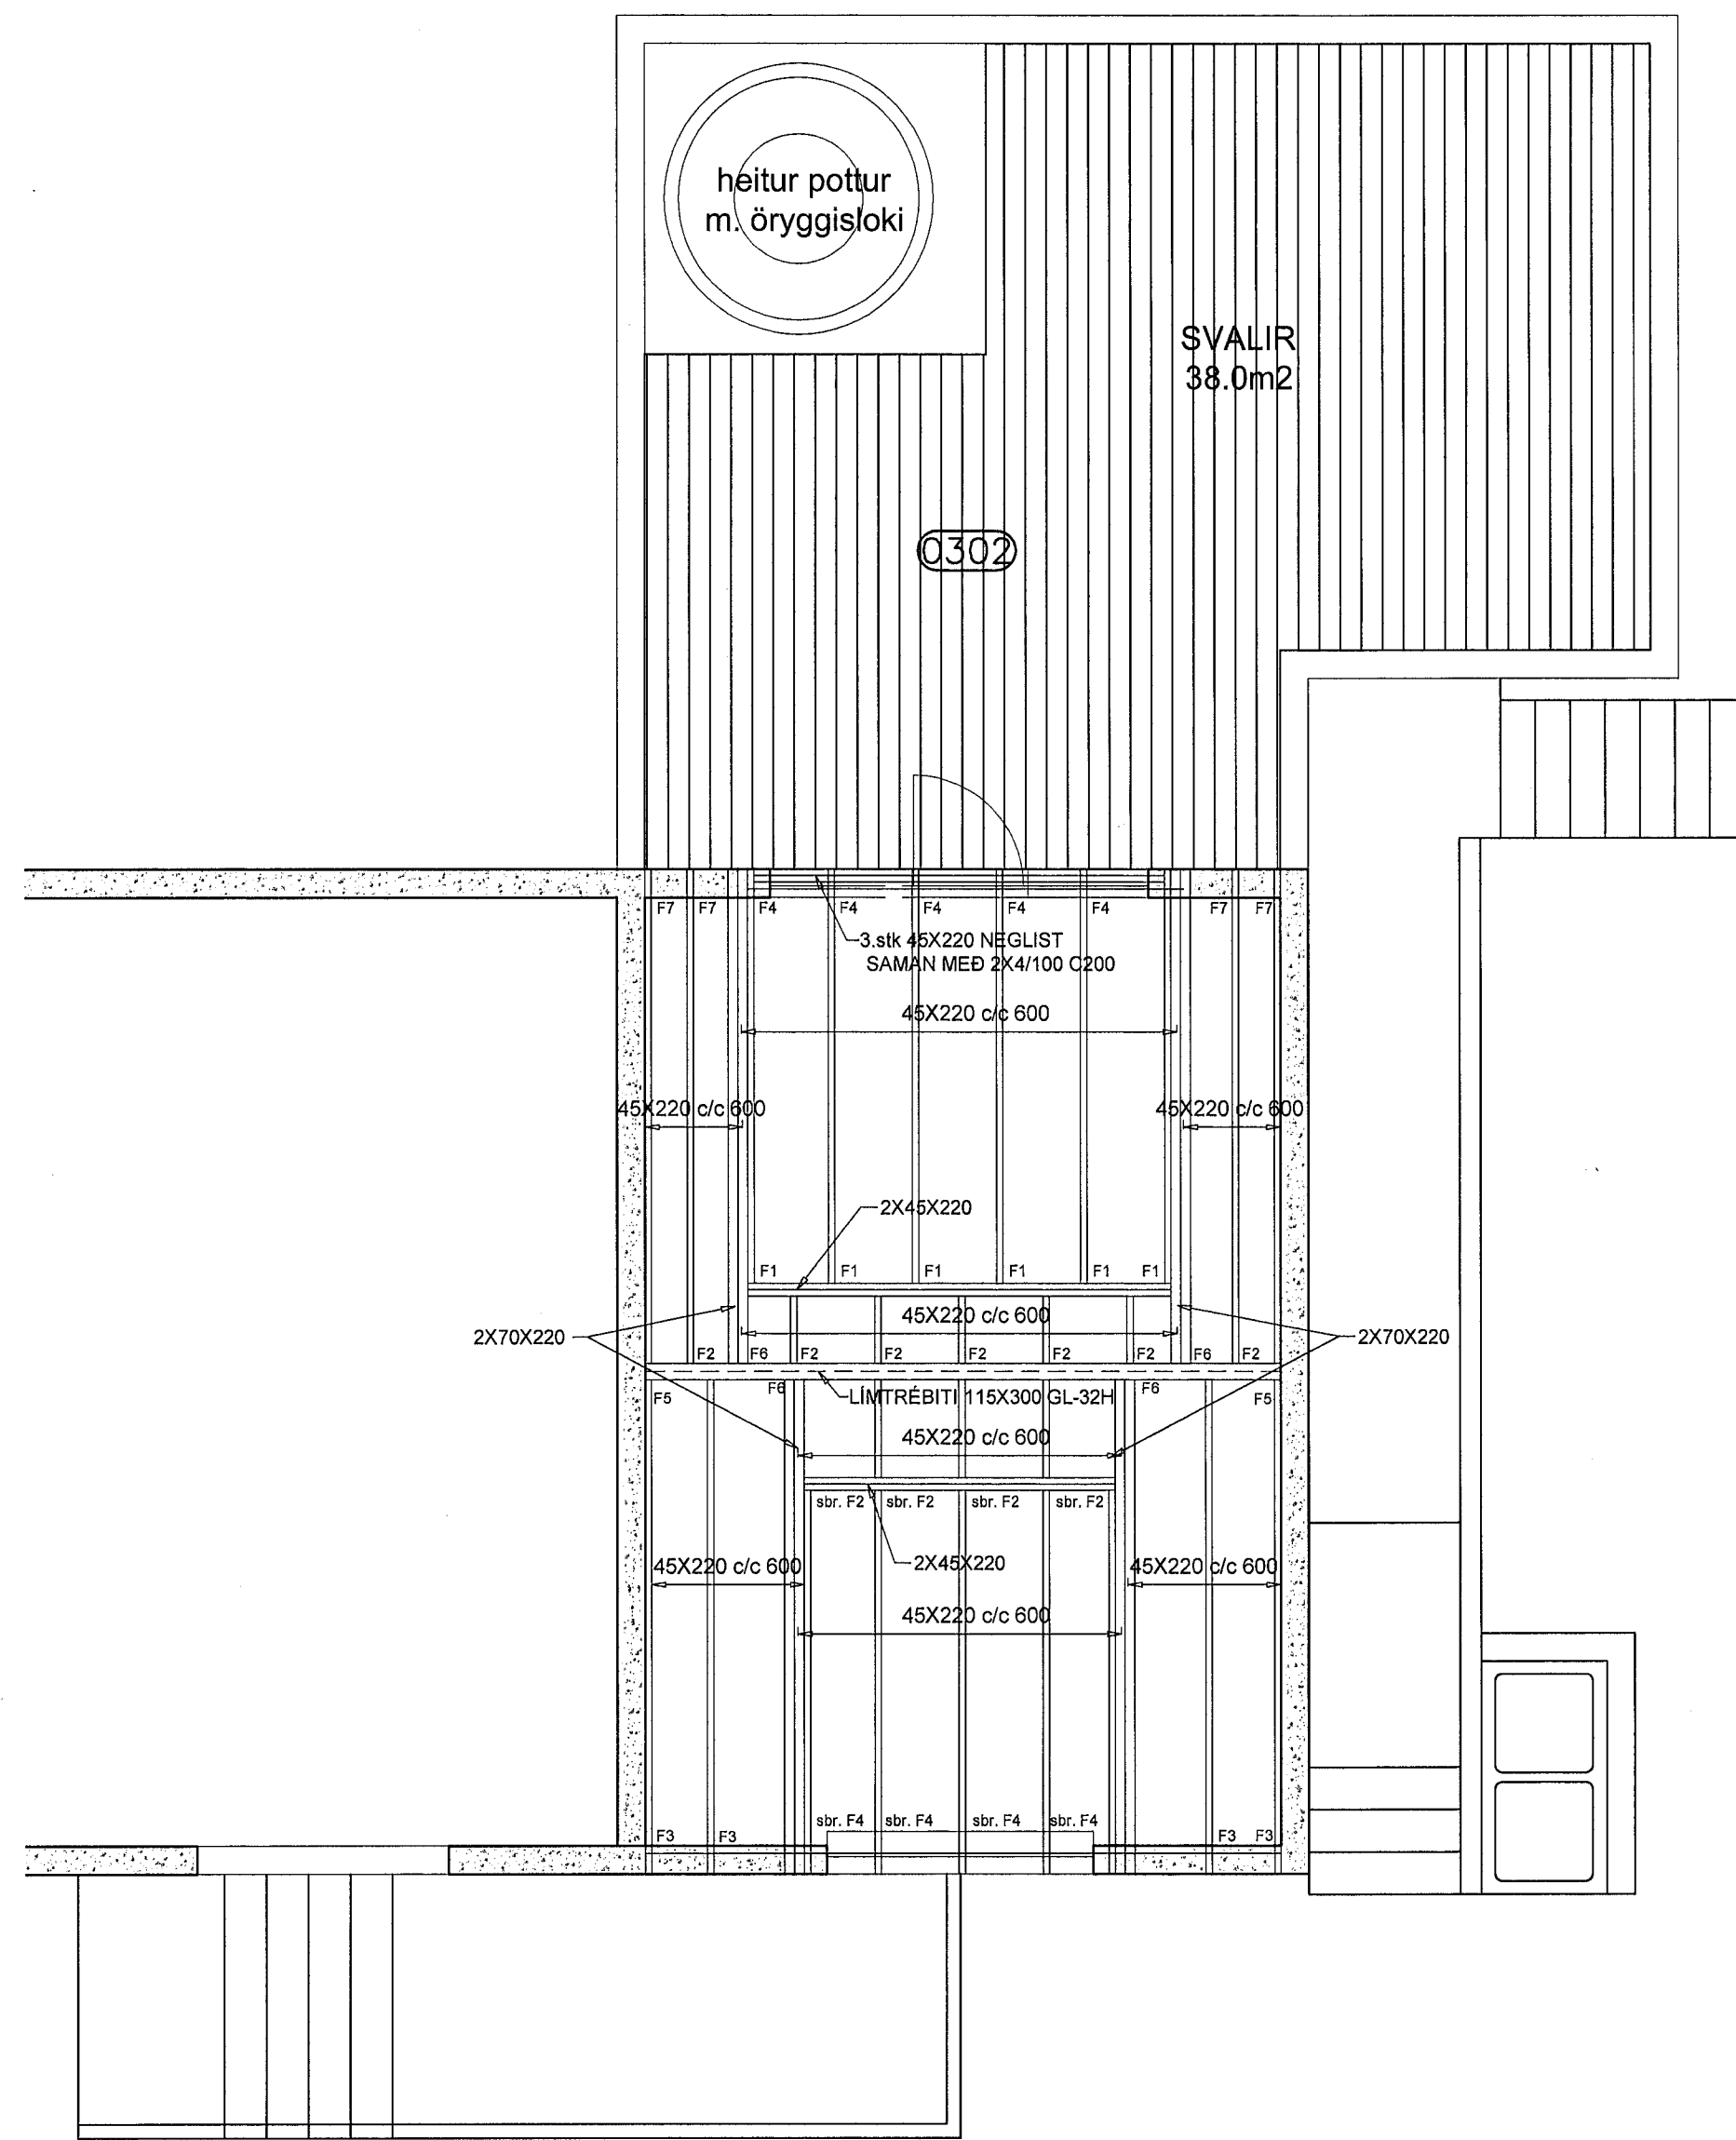 heitur pottur
m. öryggisloki
SVALIR
38.0m2
0302
F7 F7 F4 F4 F4 F4 F4 F7 F7
3.stk 45X220 NEGLIST
SAMAN MEÐ 2X4/100 C200
45X220 c/c 600
45X220 c/c 600 45X220 c/c 600
2X45X220
F1 F1 F1 F1 F1 F1
45X220 c/c 600
2X70X220 2X70X220
F2 F6 F2 F2 F2 F2 F2 F6 F2
F5 F6 LÍMTRÉBITI 115X300 GL-32H F6 F5
45X220 c/c 600
sbr. F2 sbr. F2 sbr. F2 sbr. F2
2X45X220
45X220 c/c 600 45X220 c/c 600
45X220 c/c 600
sbr. F4 sbr. F4 sbr. F4 sbr. F4
F3 F3 F3 F3